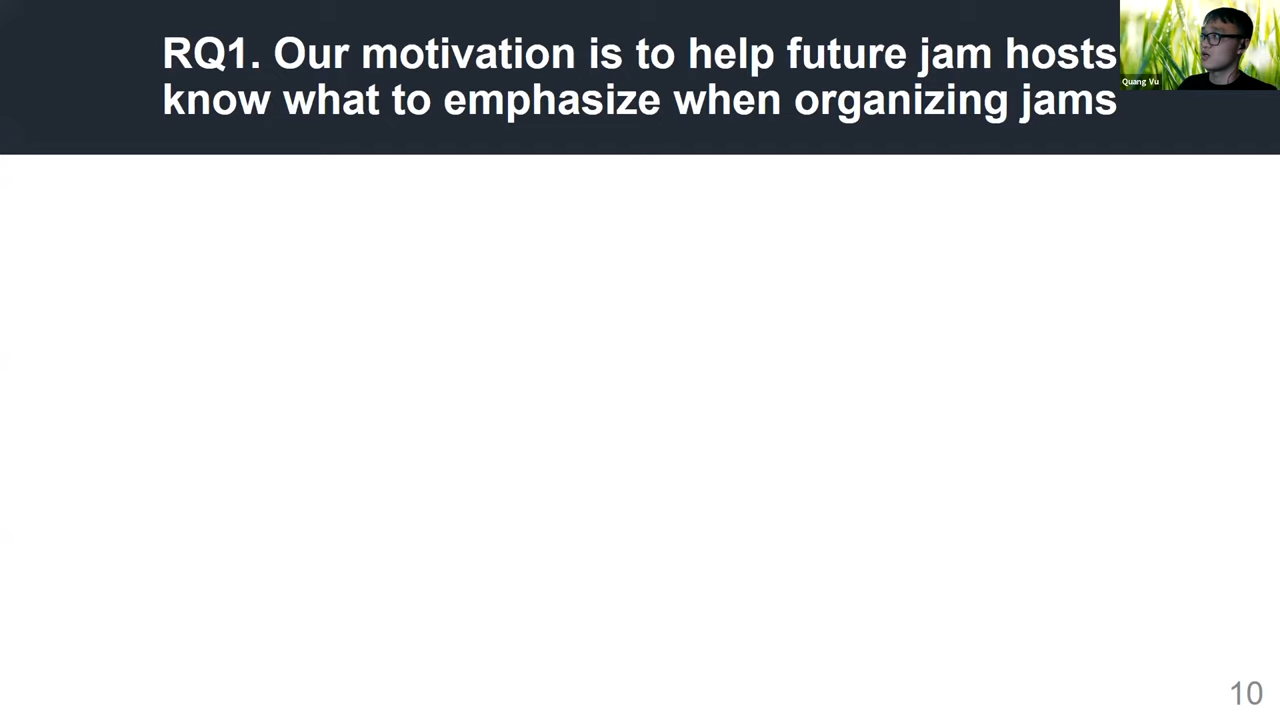 RQ1. Our motivation is to help future jam hosts
know what to emphasize when organizing jams
Quang Vu
10